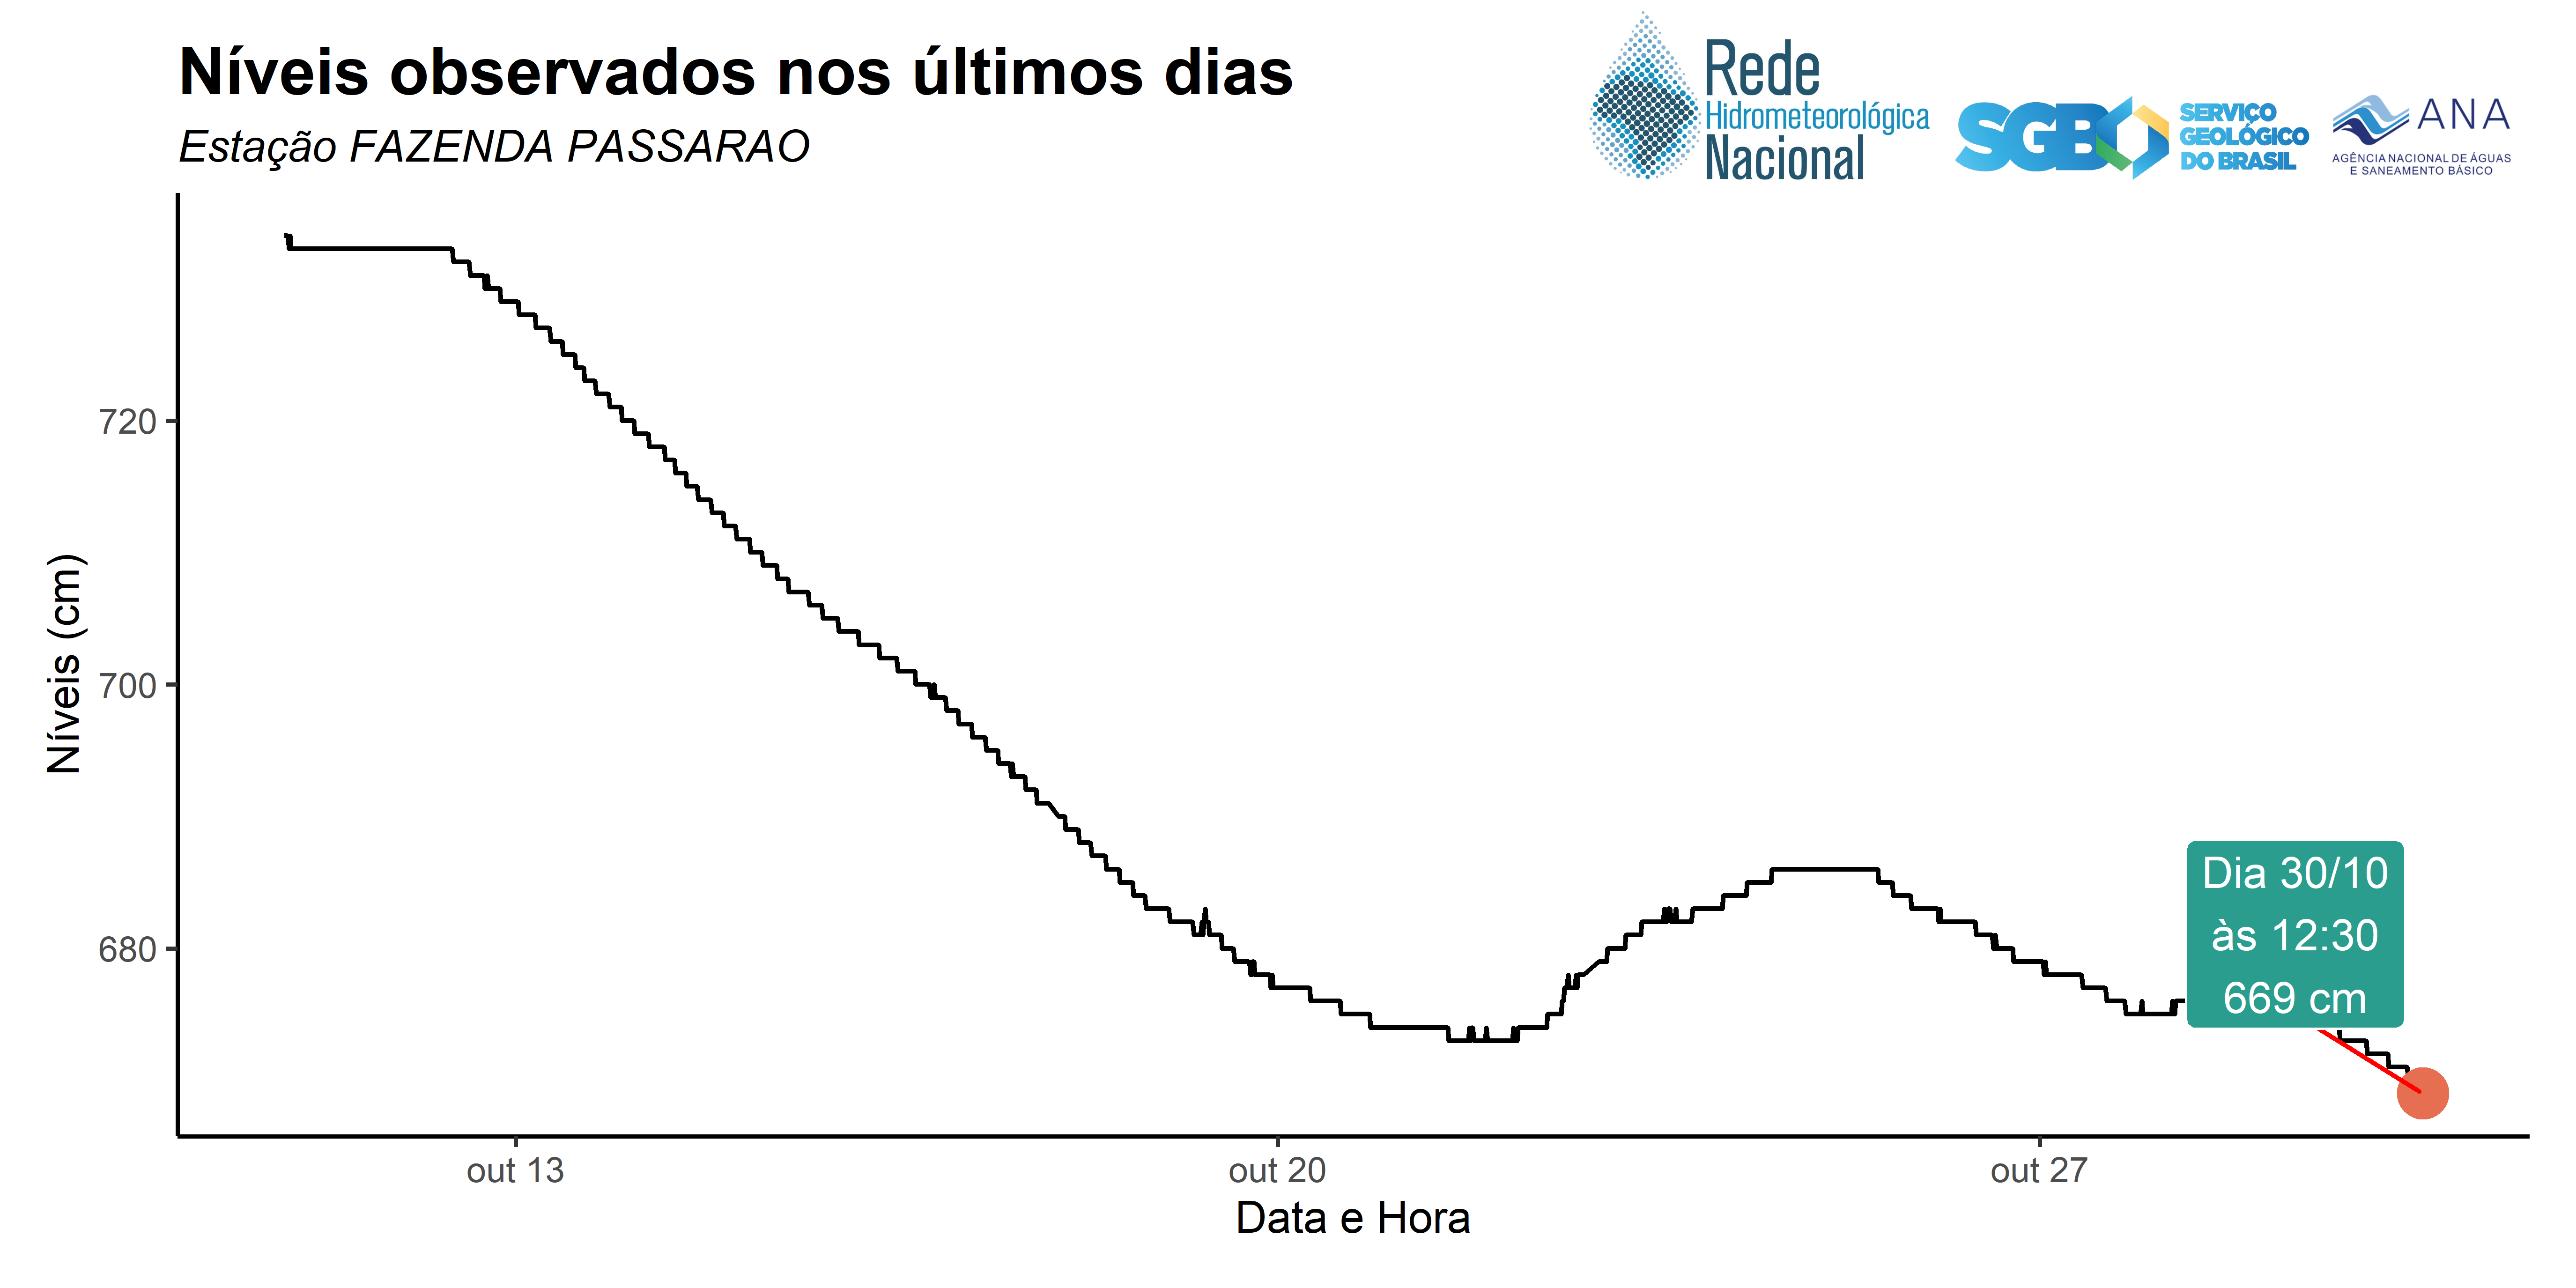 Níveis observados nos últimos dias
Estação FAZENDA PASSARAO
Rede
Hidrometeorológica
Nacional
SGB
SERVIÇO
GEOLÓGICO
DO BRASIL
ANA
AGÊNCIA NACIONAL DE ÁGUAS
E SANEAMENTO BÁSICO
Níveis (cm)
720
700
680
Dia 30/10
às 12:30
669 cm
out 13
out 20
out 27
Data e Hora